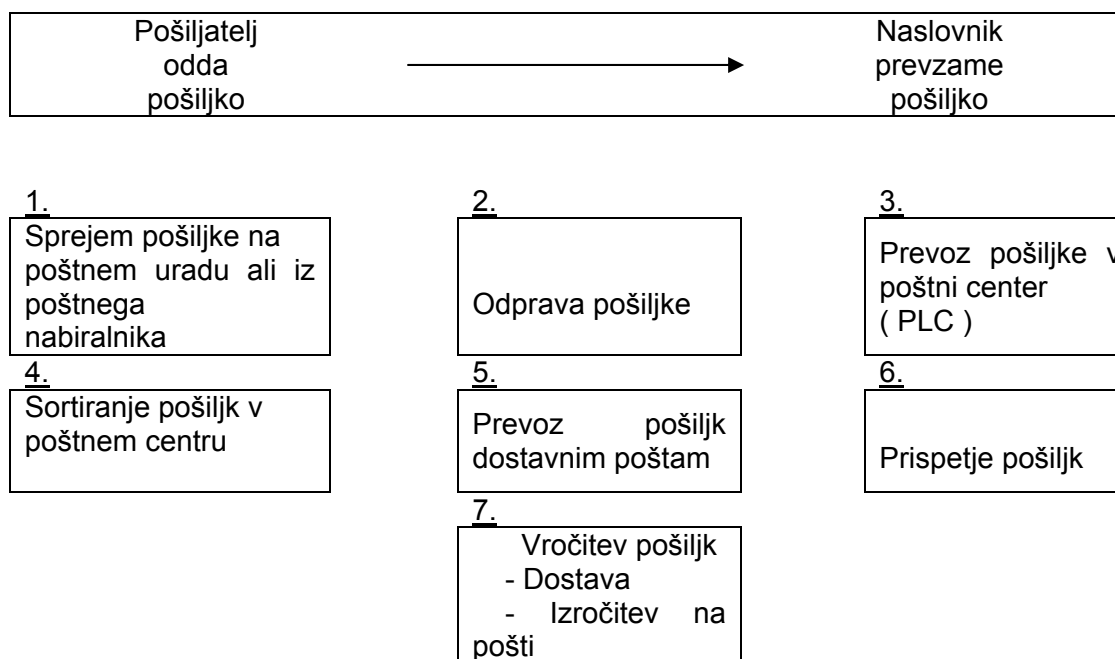 Pošiljatelj
odda
pošiljko
Naslovnik
prevzame
pošiljko
1.
Sprejem pošiljke na
poštnem uradu ali iz
poštnega
nabiralnika
2.
Odprava pošiljke
3.
Prevoz pošiljke v
poštni center
( PLC )
4.
Sortiranje pošiljk v
poštnem centru
5.
Prevoz pošiljk
dostavnim poštam
6.
Prispetje pošiljk
7.
Vročitev pošiljk
- Dostava
- Izročitev na
pošti